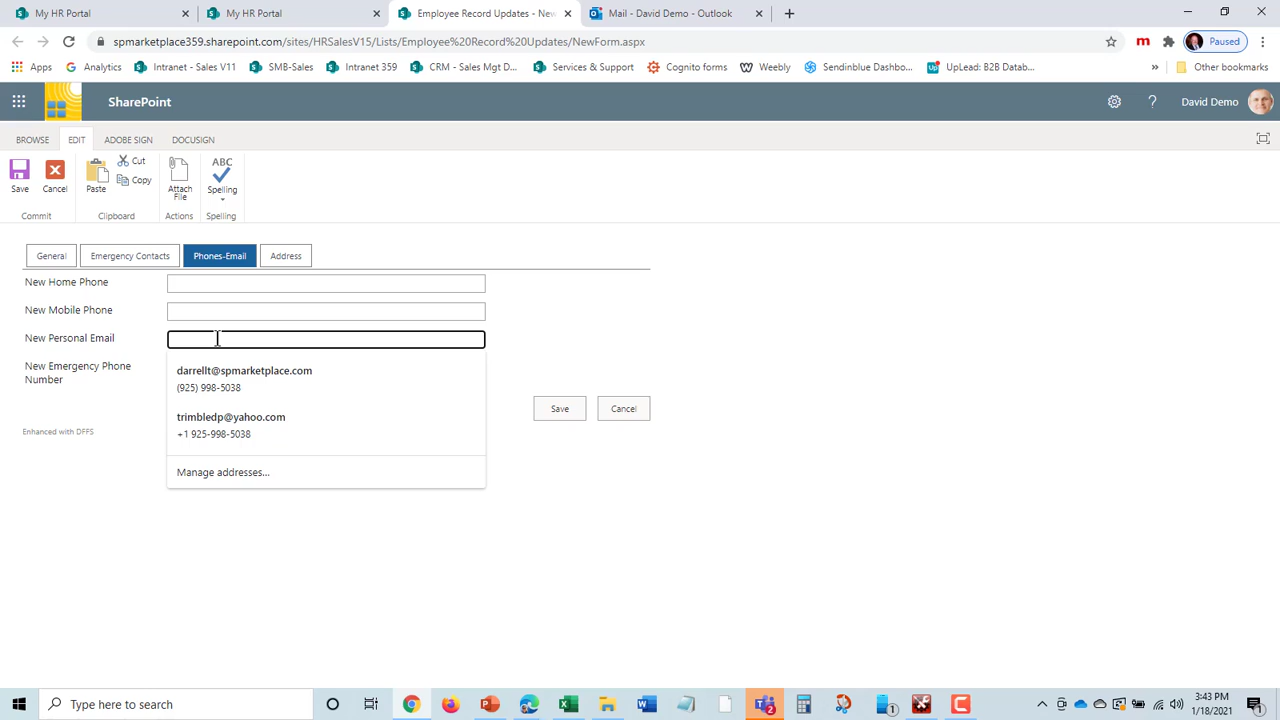 My HR Portal
My HR Portal
Employee Record Updates - New
Mail - David Demo - Outlook
spmarketplace359.sharepoint.com/sites/HRSalesV15/Lists/Employee%20Record%20Updates/NewForm.aspx
Paused
Apps
Analytics
Intranet - Sales V11
SMB-Sales
Intranet 359
CRM - Sales Mgt D...
Services & Support
Cognito forms
Weebly
Sendinblue Dashbo...
UpLead: B2B Datab...
Other bookmarks
SharePoint
David Demo
BROWSE
EDIT
ADOBE SIGN
DOCUSIGN
Save
Cancel
Paste
Cut
Copy
Attach
File
ABC
Spelling
Commit
Clipboard
Actions
Spelling
General
Emergency Contacts
Phones-Email
Address
New Home Phone
New Mobile Phone
New Personal Email
New Emergency Phone
Number
darrellt@spmarketplace.com
(925) 998-5038
trimbledp@yahoo.com
+1 925-998-5038
Manage addresses...
Save
Cancel
Enhanced with DFFS
Type here to search
3:43 PM
1/18/2021